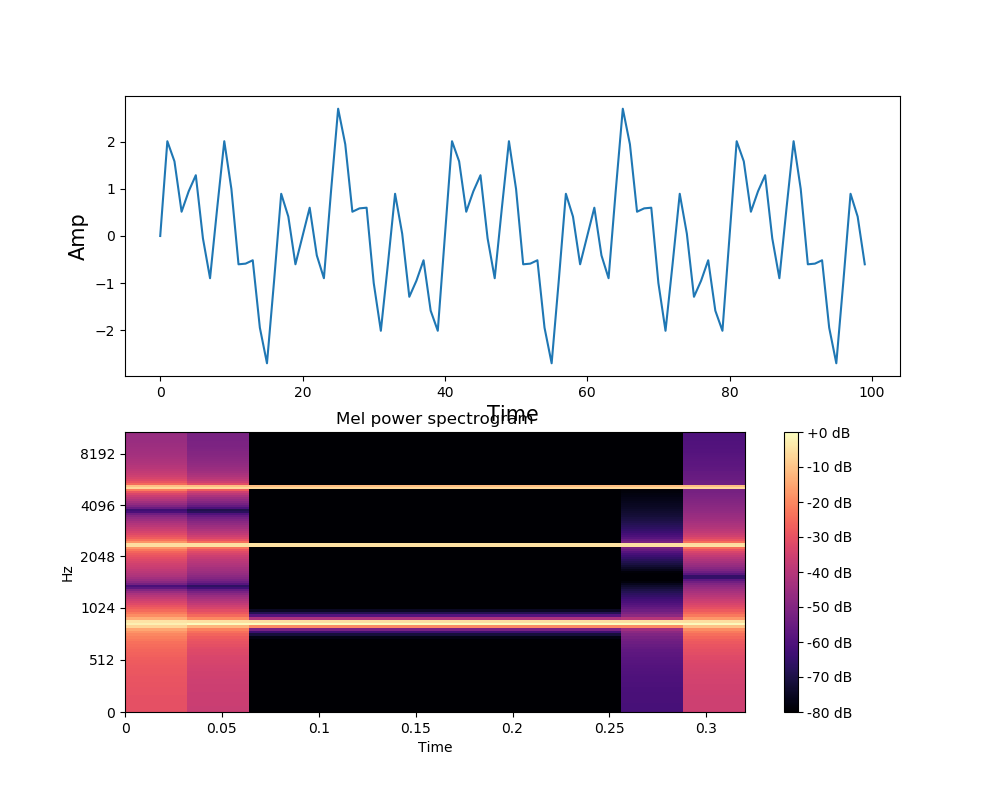 2
1
0
−1
−2
Amp
0 20 40 60 80 100
Time
Mel power spectrogram
8192
4096
2048
1024
512
0
Hz
0 0.05 0.1 0.15 0.2 0.25 0.3
Time
+0 dB
-10 dB
-20 dB
-30 dB
-40 dB
-50 dB
-60 dB
-70 dB
-80 dB